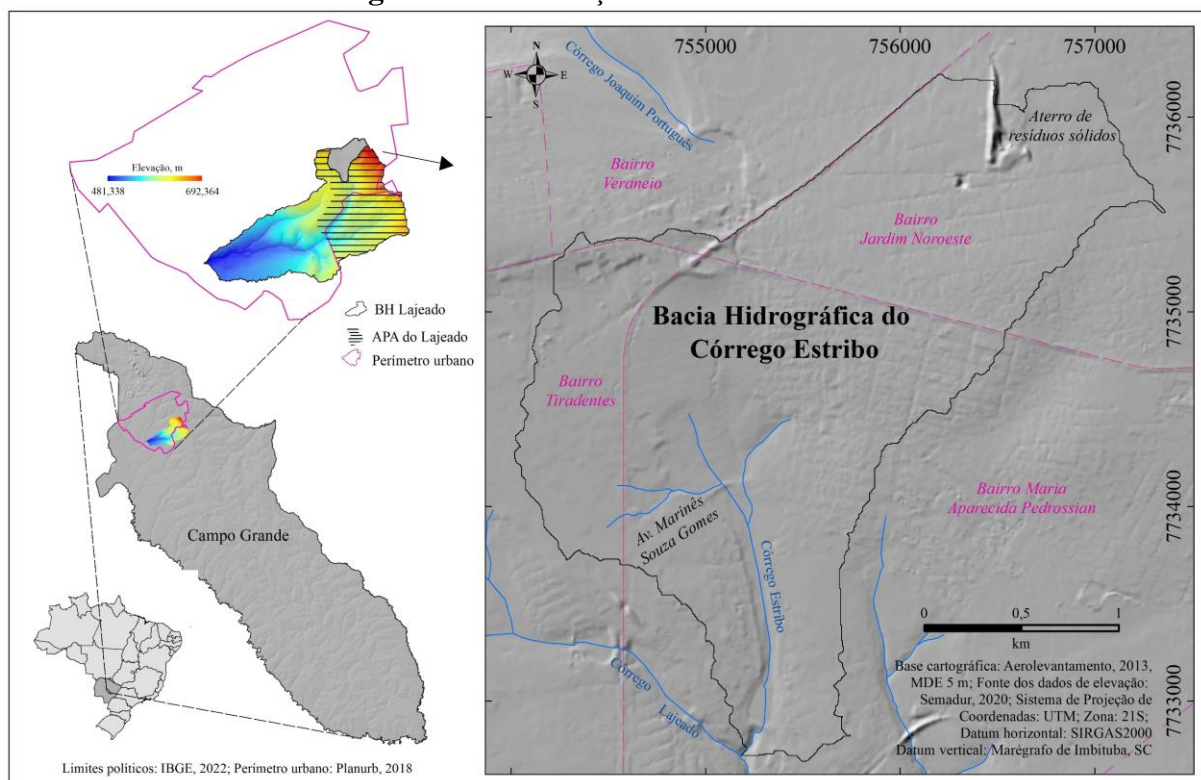 Elevação, m
481,338 692,364
BH Lajeado
APA do Lajeado
Perímetro urbano
Campo Grande
Limites políticos: IBGE, 2022; Perímetro urbano: Planurb, 2018
755000 756000 757000
N
W E
S
Córrego Joaquim Português
Bairro
Veraneio
Aterro de
resíduos sólidos
7736000
Bairro
Jardim Noroeste
Bacia Hidrográfica do
Córrego Estribo
7735000
Bairro
Tiradentes
Av. Marinês
Souza Gomes
Bairro Maria
Aparecida Pedrossian
7734000
Córrego Estribo
Córrego
Lajeado
0 0,5 1
km
Base cartográfica: Aerolevantamento, 2013,
MDE 5 m; Fonte dos dados de elevação:
Semadur, 2020; Sistema de Projeção de
Coordenadas: UTM; Zona: 21S;
Datum horizontal: SIRGAS2000
Datum vertical: Marégrafo de Imbituba, SC
7733000